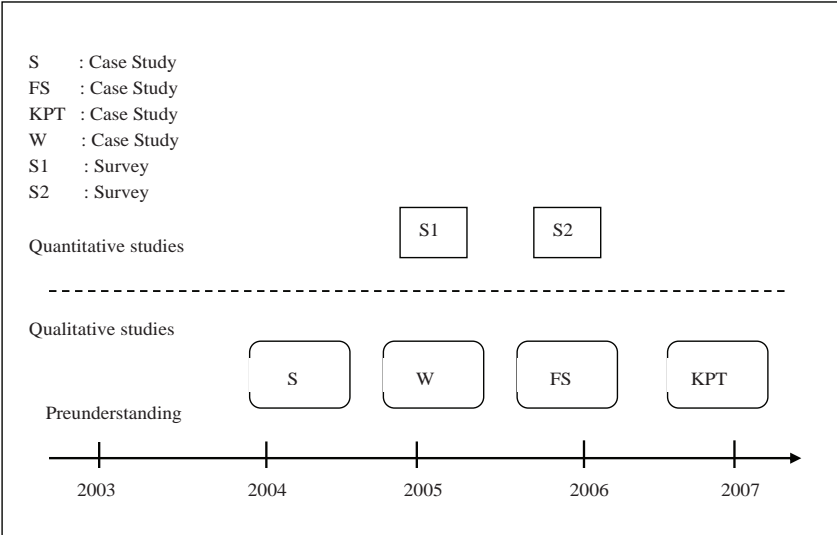 S : Case Study
FS : Case Study
KPT : Case Study
W : Case Study
S1 : Survey
S2 : Survey
S1 S2
Quantitative studies
Qualitative studies
S W FS KPT
Preunderstanding
2003 2004 2005 2006 2007